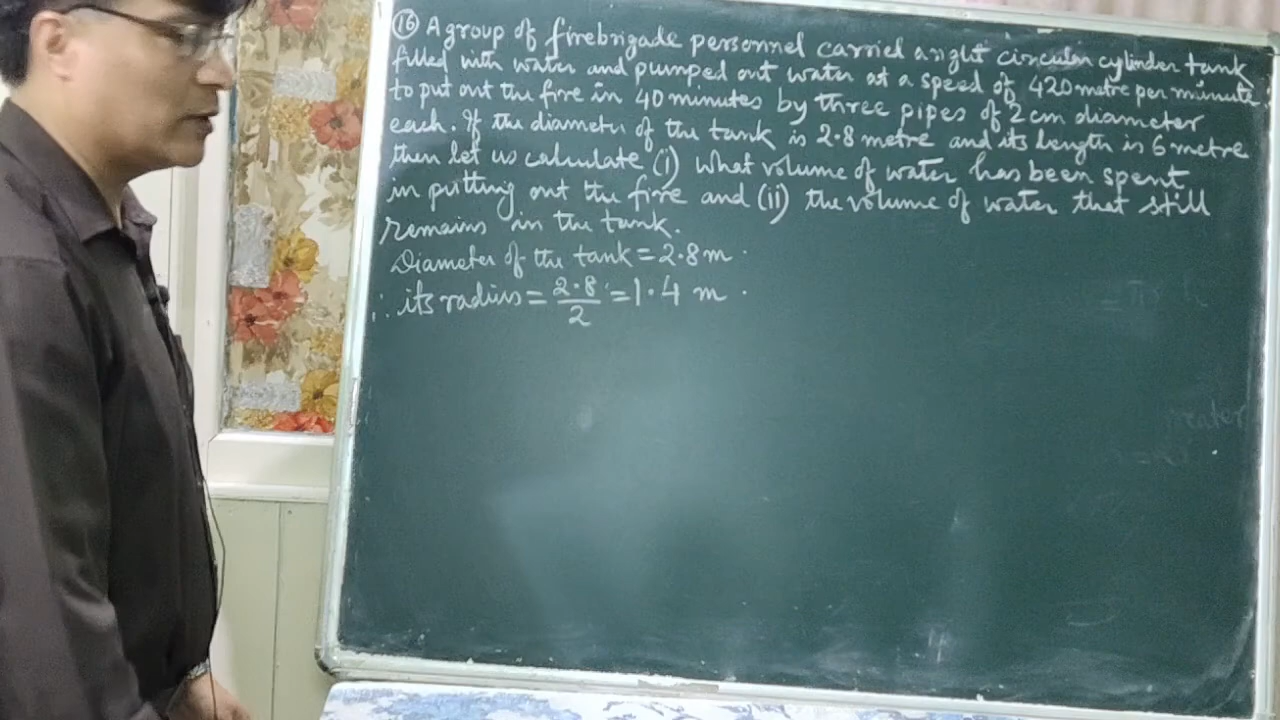 (16) A group of firebrigade personnel carried a right circular cylinder tank
filled with water and pumped out water at a speed of 420 metre per minute
to put out the fire in 40 minutes by three pipes of 2 cm diameter
each. If the diameter of the tank is 2.8 metre and its length is 6 metre
then let us calculate (i) what volume of water has been spent
in putting out the fire and (ii) the volume of water that still
remains in the tank.
Diameter of the tank = 2.8 m.
∴ its radius = 2.8/2 = 1.4 m.